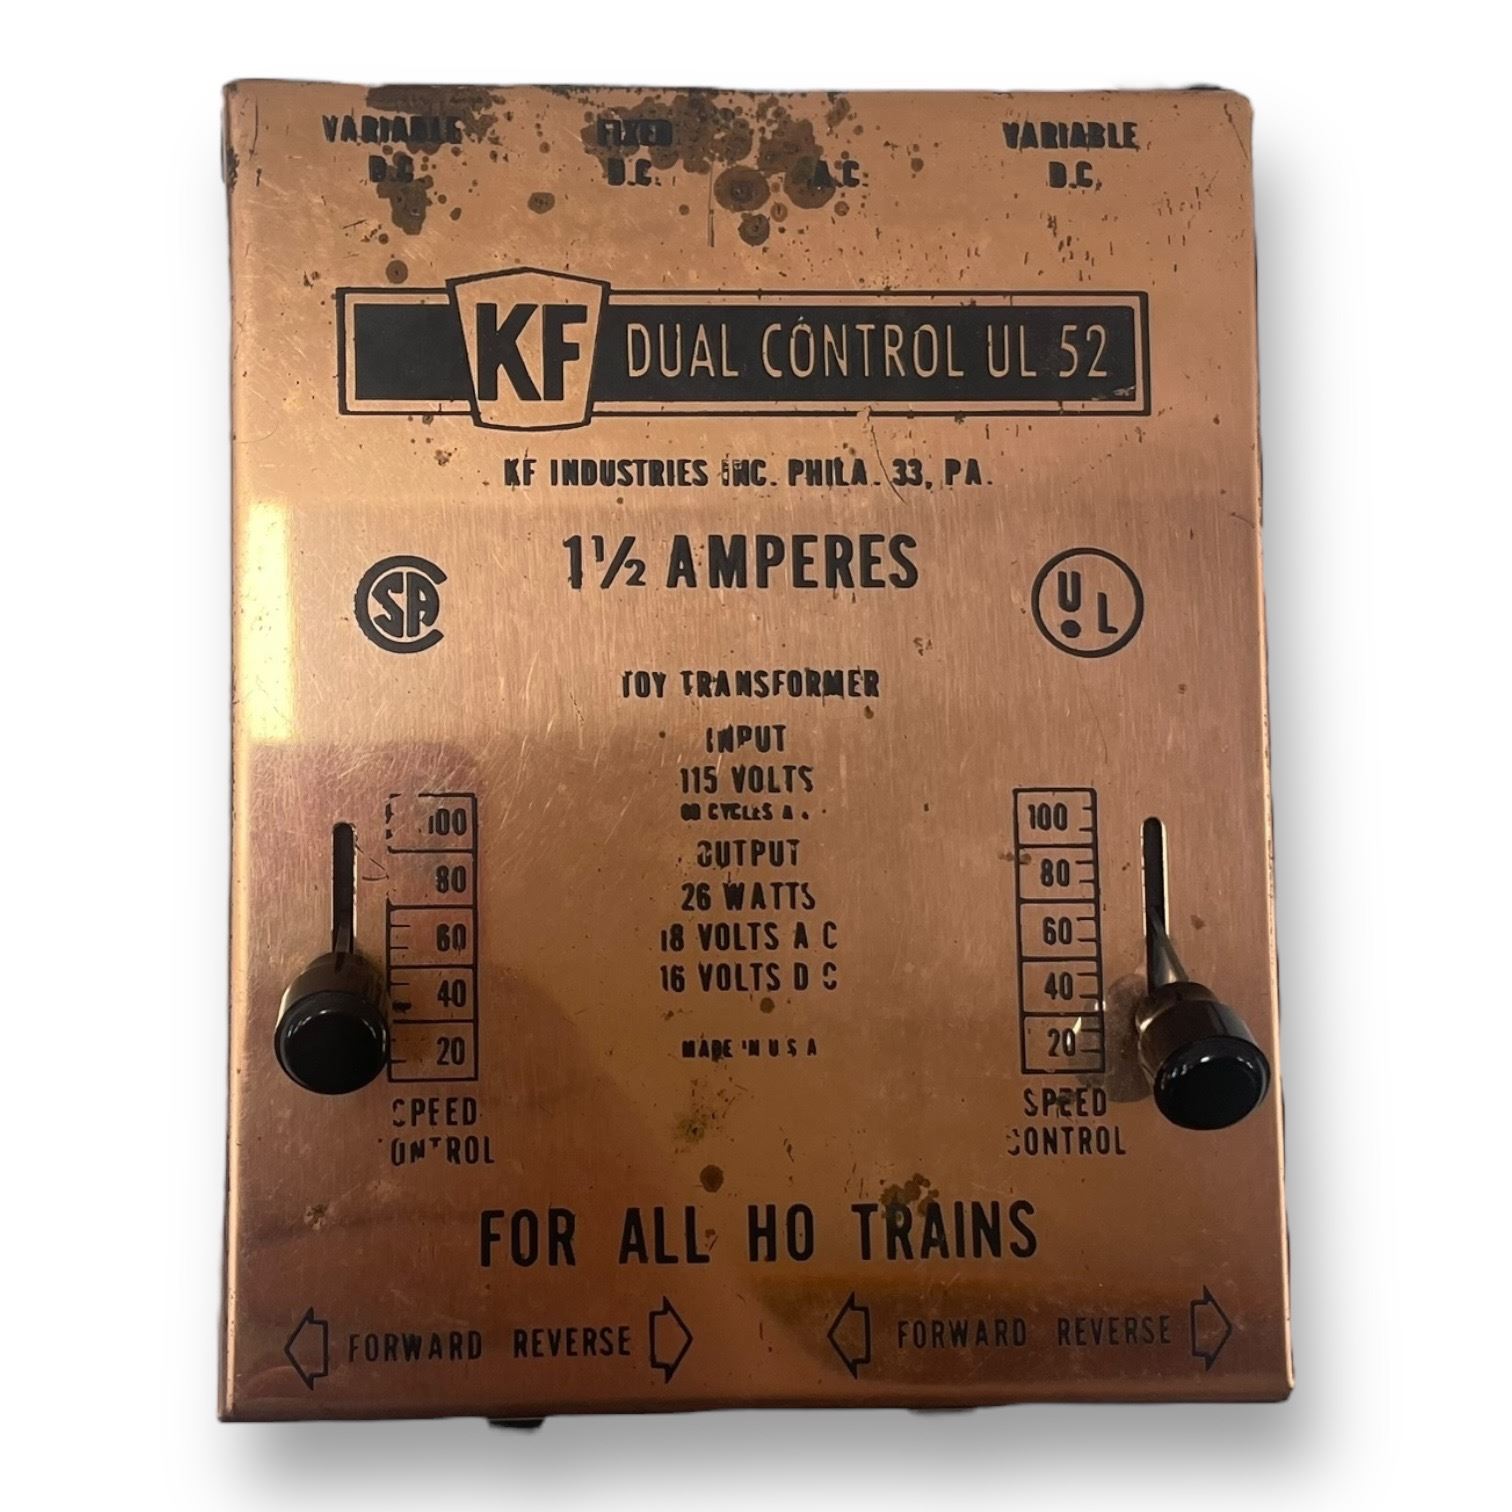 VARIABLE FIXED VARIABLE
D.C. D.C. A.C. D.C.
KF DUAL CONTROL UL 52
KF INDUSTRIES INC. PHILA. 33, PA.
1½ AMPERES
SA UL
TOY TRANSFORMER
INPUT
115 VOLTS
60 CYCLES A.
OUTPUT
26 WATTS
18 VOLTS A C
16 VOLTS D C
MADE IN U S A
100 100
80 80
60 60
40 40
20 20
SPEED SPEED
CONTROL CONTROL
FOR ALL HO TRAINS
FORWARD REVERSE FORWARD REVERSE